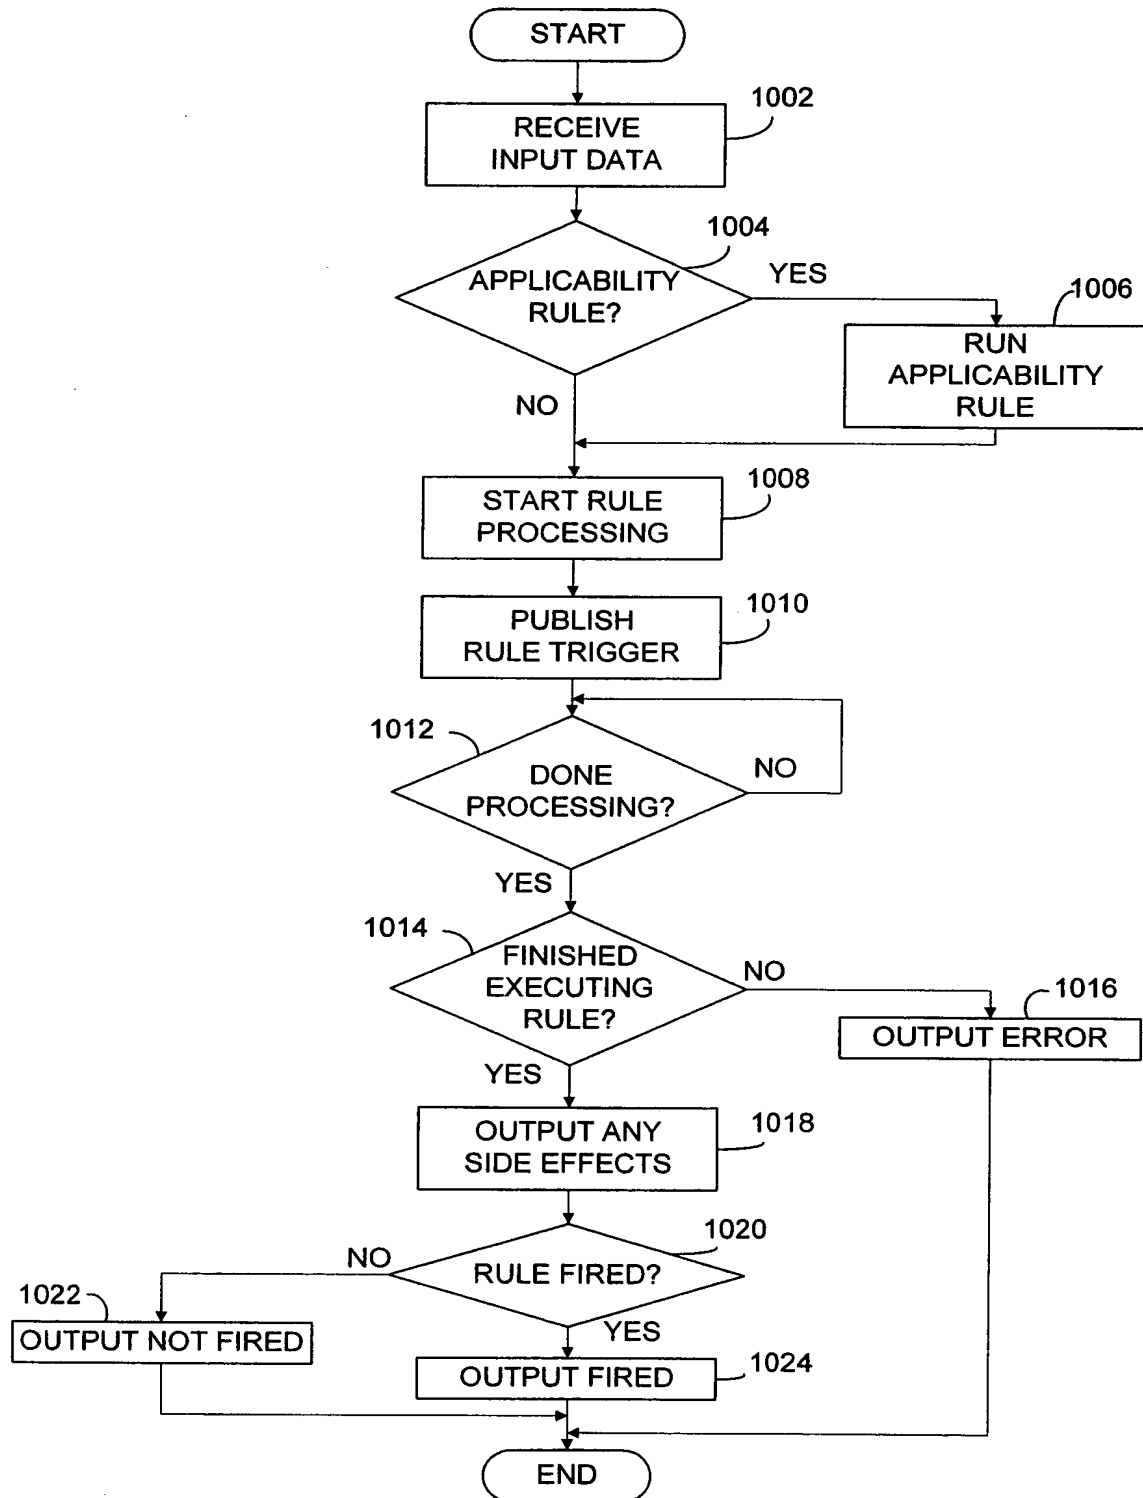 START
1002
RECEIVE
INPUT DATA
1004
APPLICABILITY
RULE?
YES
1006
RUN
APPLICABILITY
RULE
NO
1008
START RULE
PROCESSING
1010
PUBLISH
RULE TRIGGER
1012
DONE
PROCESSING?
NO
YES
1014
FINISHED
EXECUTING
RULE?
NO
1016
OUTPUT ERROR
YES
1018
OUTPUT ANY
SIDE EFFECTS
1020
RULE FIRED?
NO
1022
OUTPUT NOT FIRED
YES
1024
OUTPUT FIRED
END